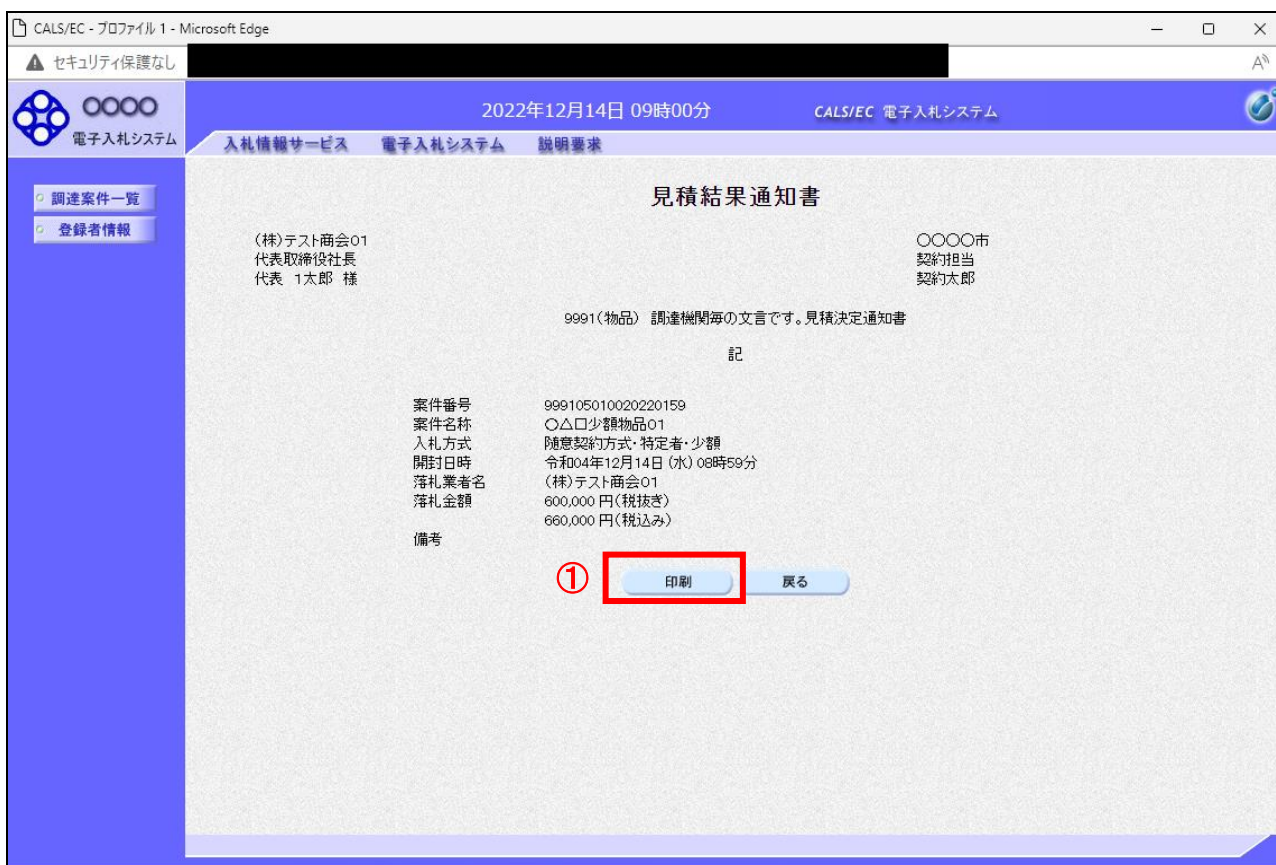 CALS/EC - プロファイル 1 - Microsoft Edge
セキュリティ保護なし
〇〇〇〇
電子入札システム
2022年12月14日 09時00分
CALS/EC 電子入札システム
入札情報サービス 電子入札システム 説明要求
調達案件一覧
登録者情報
見積結果通知書
(株)テスト商会01
代表取締役社長
代表 1太郎 様
〇〇〇〇市
契約担当
契約太郎
9991(物品) 調達機関毎の文言です。見積決定通知書
記
案件番号 999105010020220159
案件名称 〇△口少額物品01
入札方式 随意契約方式・特定者・少額
開封日時 令和04年12月14日(水)08時59分
落札業者名 (株)テスト商会01
落札金額 600,000 円(税抜き)
660,000 円(税込み)
備考
① 印刷 戻る